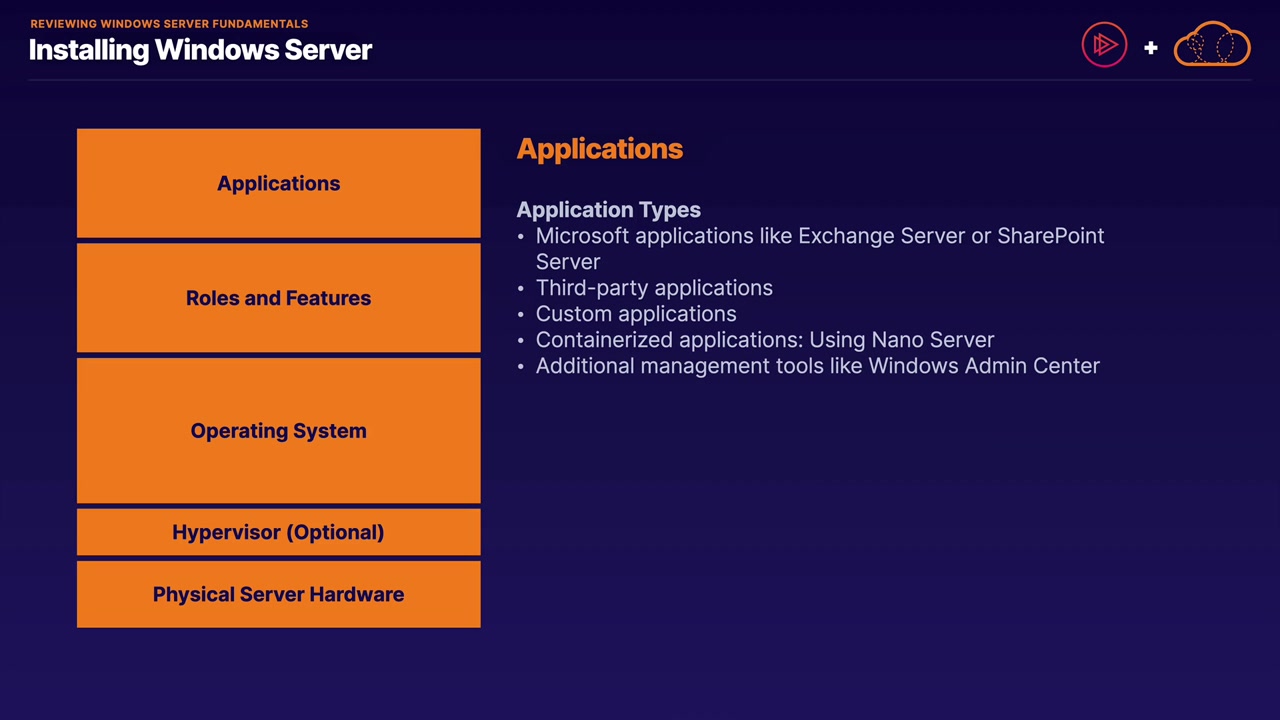 REVIEWING WINDOWS SERVER FUNDAMENTALS
Installing Windows Server
+
Applications
Roles and Features
Operating System
Hypervisor (Optional)
Physical Server Hardware
Applications
Application Types
• Microsoft applications like Exchange Server or SharePoint
Server
• Third-party applications
• Custom applications
• Containerized applications: Using Nano Server
• Additional management tools like Windows Admin Center